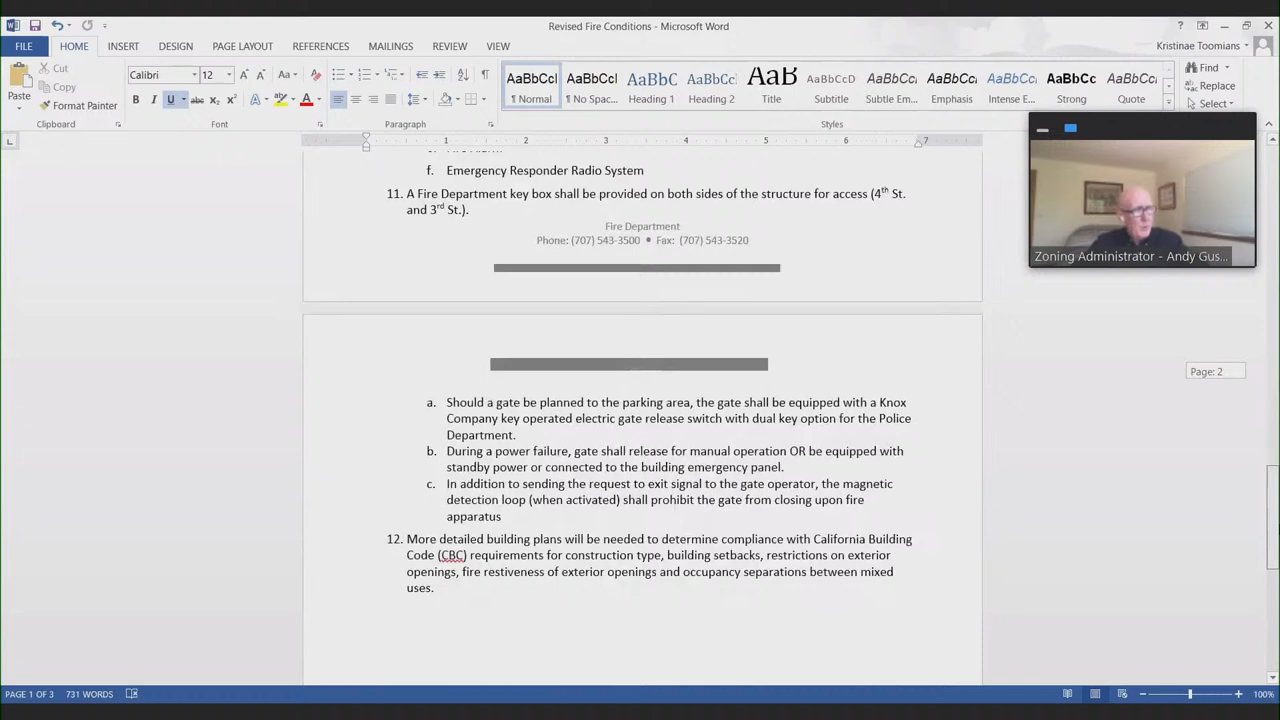 Revised Fire Conditions - Microsoft Word
Kristinae Toomians
FILE HOME INSERT DESIGN PAGE LAYOUT REFERENCES MAILINGS REVIEW VIEW
Cut
Copy
Format Painter
Paste
Calibri 12
Find
Replace
Select
AaBbCcI AaBbCcI AaBbC AaBbCc AaB AaBbCcD AaBbCc AaBbCc AaBbCc AaBbCc AaBbCc
¶ Normal ¶ No Spac... Heading 1 Heading 2 Title Subtitle Subtle Em... Emphasis Intense E... Strong Quote
Clipboard Font Paragraph Styles
1 2 3 4 5 6 7
f. Emergency Responder Radio System
11. A Fire Department key box shall be provided on both sides of the structure for access (4th St.
and 3rd St.).
Fire Department
Phone: (707) 543-3500 • Fax: (707) 543-3520
Zoning Administrator - Andy Gus...
Page: 2
a. Should a gate be planned to the parking area, the gate shall be equipped with a Knox
Company key operated electric gate release switch with dual key option for the Police
Department.
b. During a power failure, gate shall release for manual operation OR be equipped with
standby power or connected to the building emergency panel.
c. In addition to sending the request to exit signal to the gate operator, the magnetic
detection loop (when activated) shall prohibit the gate from closing upon fire
apparatus
12. More detailed building plans will be needed to determine compliance with California Building
Code (CBC) requirements for construction type, building setbacks, restrictions on exterior
openings, fire restiveness of exterior openings and occupancy separations between mixed
uses.
PAGE 1 OF 3 731 WORDS
100%